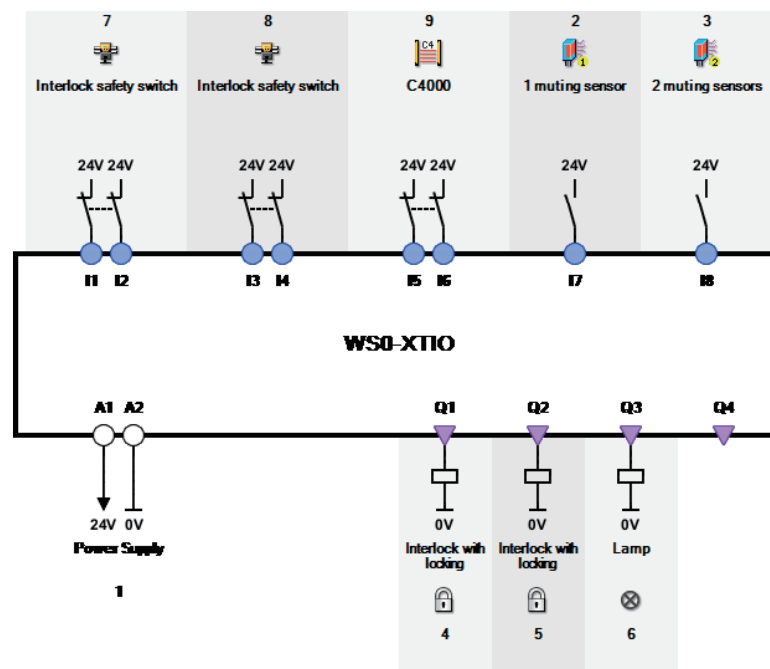 7 8 9 2 3
C4 1 2
Interlock safety switch Interlock safety switch C4000 1 muting sensor 2 muting sensors
24V 24V 24V 24V 24V 24V 24V 24V
I1 I2 I3 I4 I5 I6 I7 I8
WS0-XTIO
A1 A2 Q1 Q2 Q3 Q4
24V 0V 0V 0V 0V
Power Supply Interlock with Interlock with Lamp
locking locking
1
4 5 6